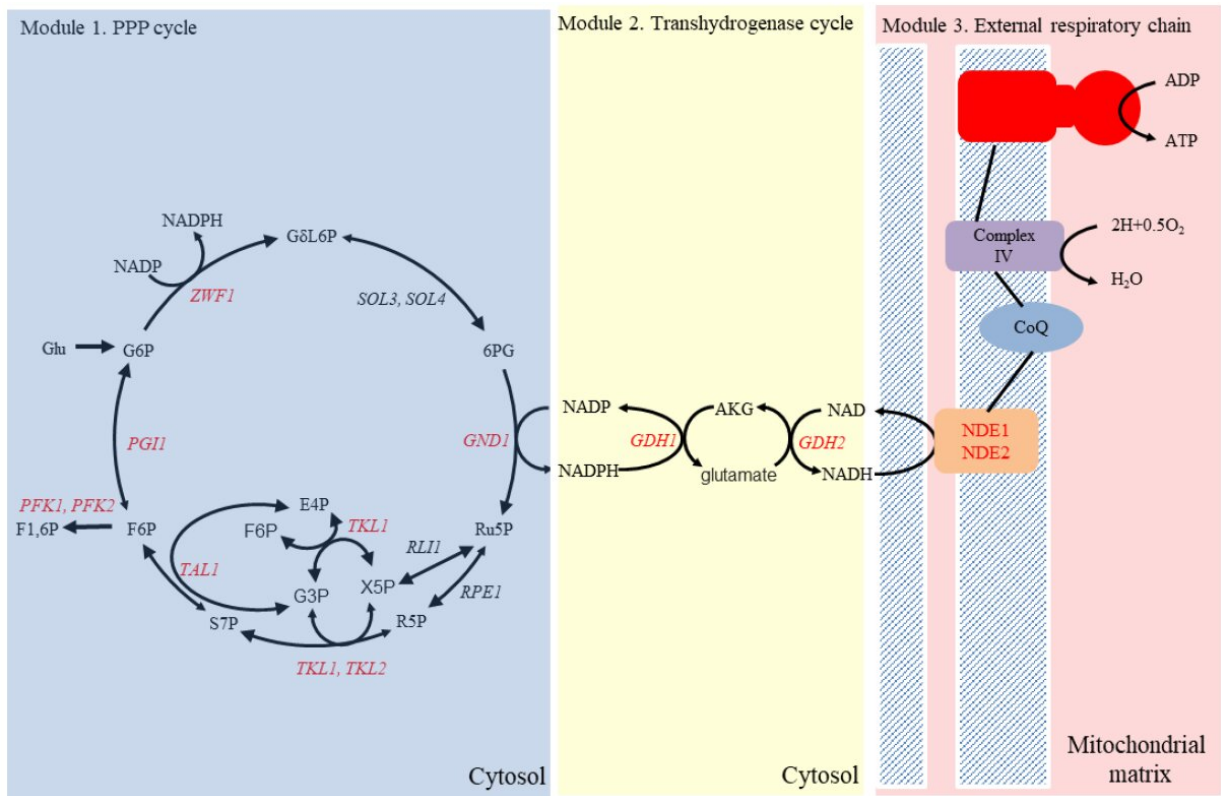 Module 1. PPP cycle
NADPH
NADP
GδL6P
ZWF1
SOL3, SOL4
Glu
G6P
6PG
PGI1
GND1
PFK1, PFK2
F1,6P
F6P
E4P
F6P
TKL1
Ru5P
TAL1
RLI1
G3P
X5P
RPE1
S7P
R5P
TKL1, TKL2
Cytosol
Module 2. Transhydrogenase cycle
NADP
AKG
NAD
GDH1
GDH2
NADPH
glutamate
NADH
Cytosol
Module 3. External respiratory chain
ADP
ATP
Complex
IV
2H+0.5O₂
H₂O
CoQ
NDE1
NDE2
Mitochondrial
matrix